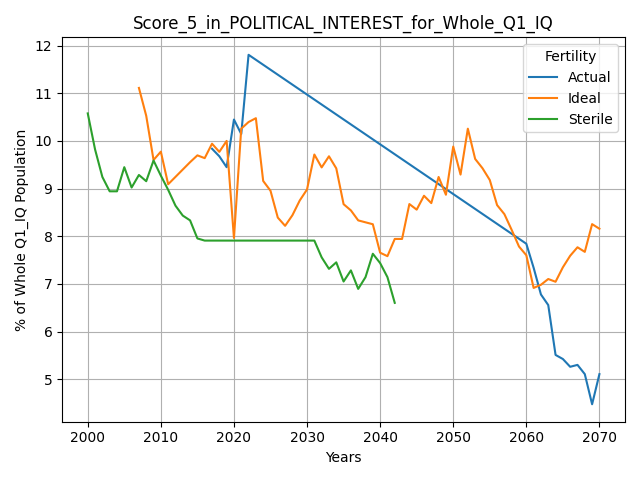 Score_5_in_POLITICAL_INTEREST_for_Whole_Q1_IQ
% of Whole Q1_IQ Population
12
11
10
9
8
7
6
5
Fertility
Actual
Ideal
Sterile
2000 2010 2020 2030 2040 2050 2060 2070
Years